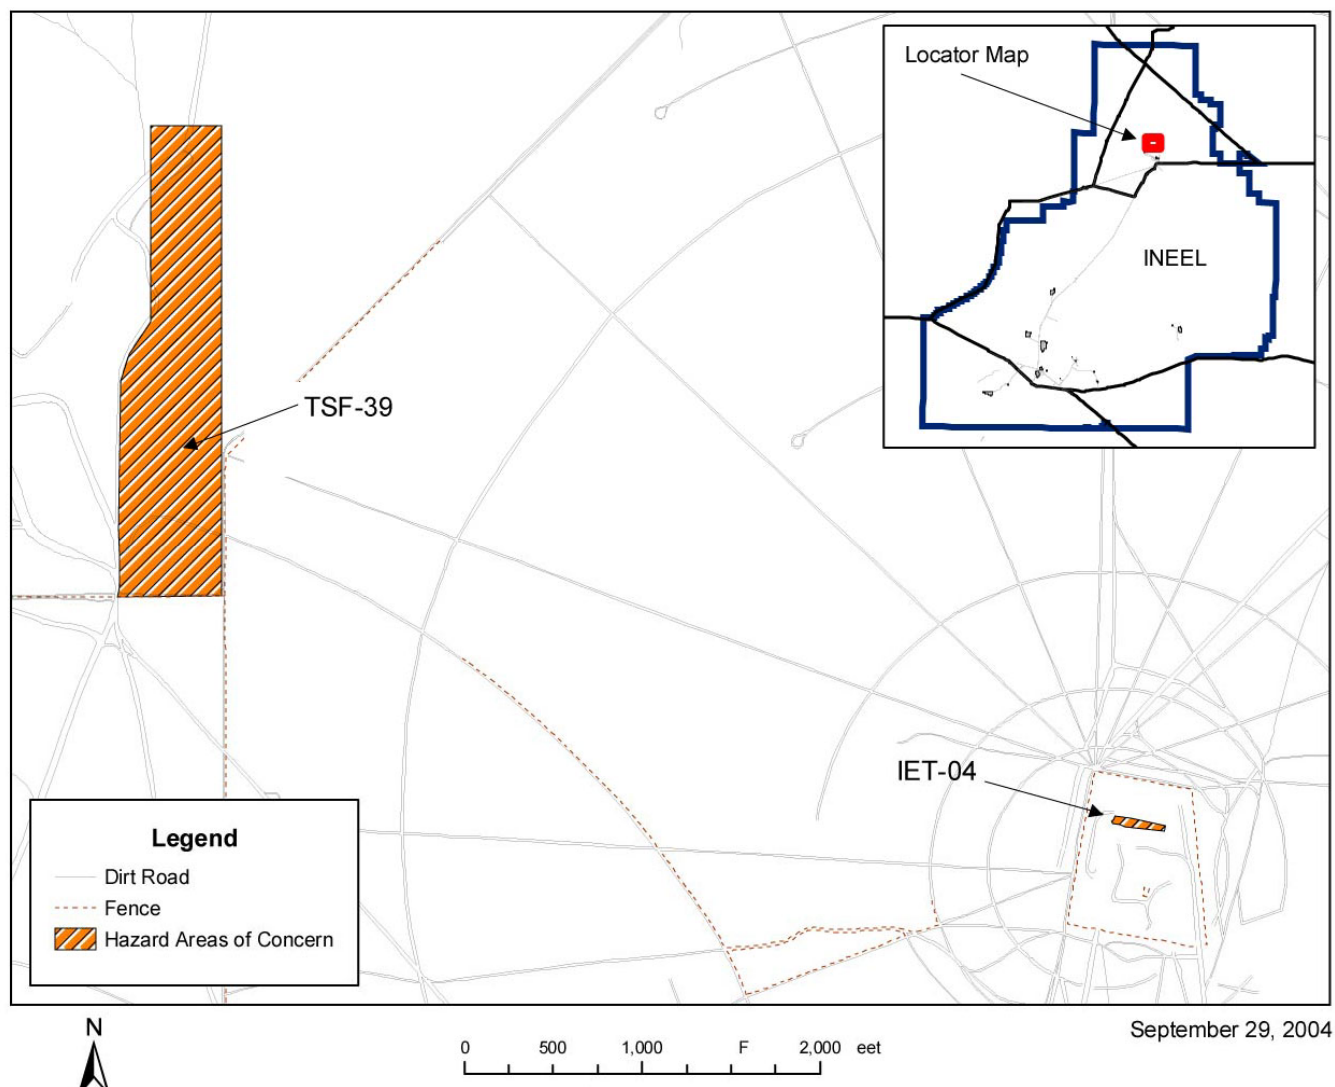 Locator Map
INEEL
TSF-39
IET-04
Legend
Dirt Road
Fence
Hazard Areas of Concern
September 29, 2004
N
0 500 1,000 F 2,000 eet